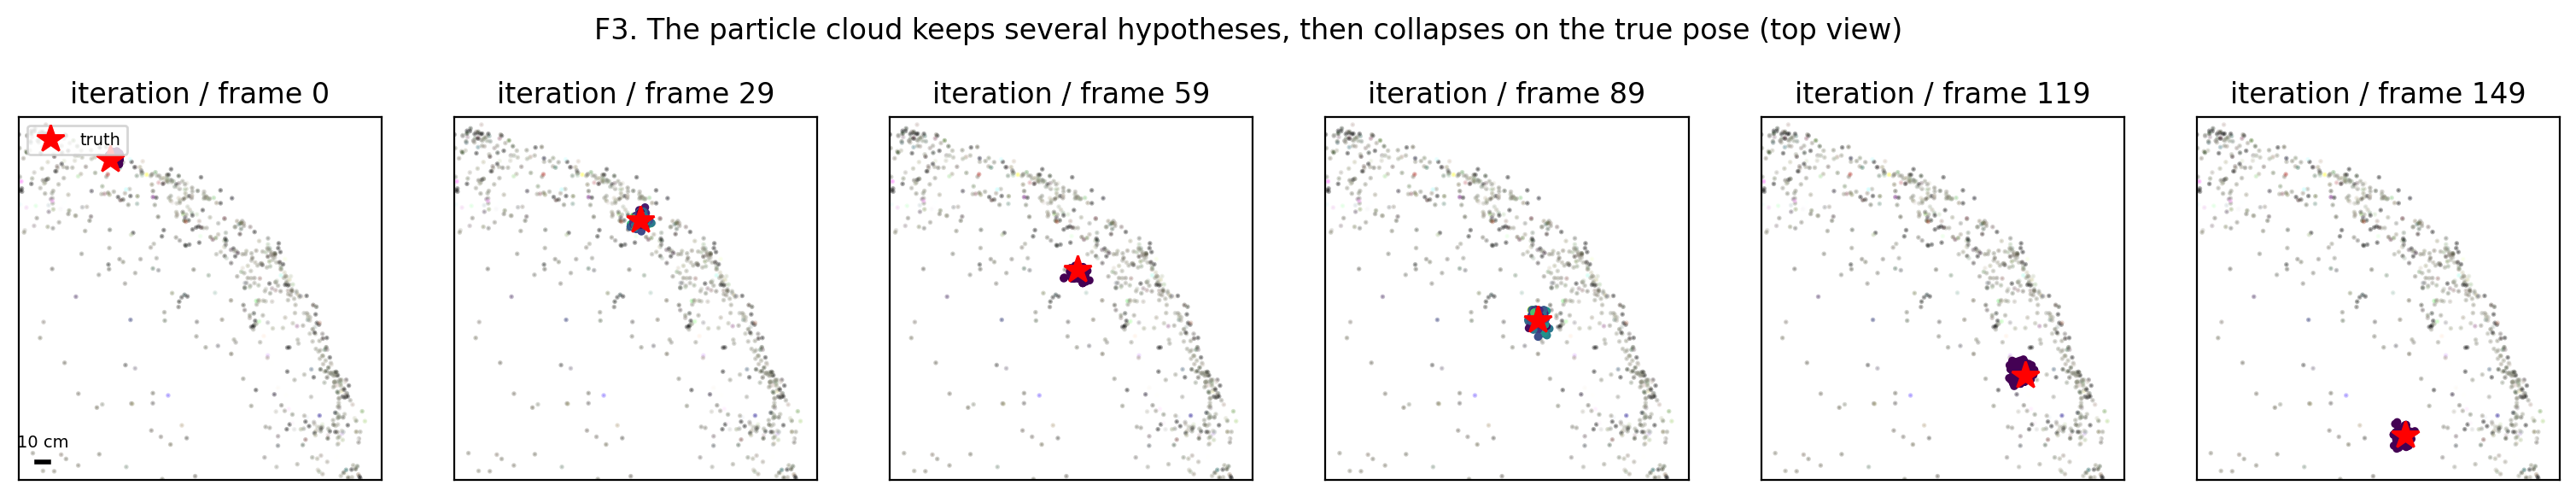 F3. The particle cloud keeps several hypotheses, then collapses on the true pose (top view)
iteration / frame 0
iteration / frame 29
iteration / frame 59
iteration / frame 89
iteration / frame 119
iteration / frame 149
truth
10 cm